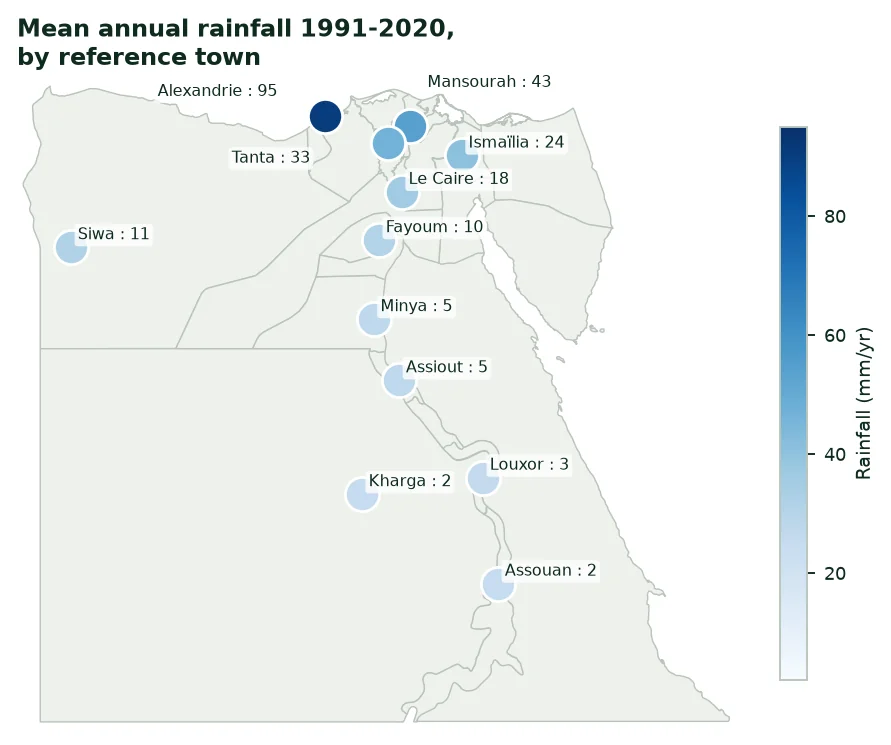 Mean annual rainfall 1991-2020,
by reference town
Alexandrie : 95
Mansourah : 43
Tanta : 33
Ismaïlia : 24
Le Caire : 18
Fayoum : 10
Siwa : 11
Minya : 5
Assiout : 5
Louxor : 3
Kharga : 2
Assouan : 2
80
60
40
20
Rainfall (mm/yr)